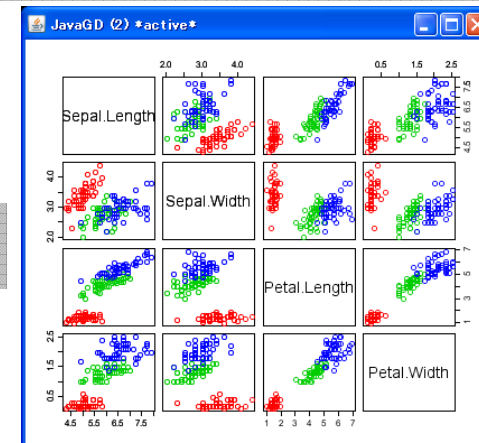 JavaGD (2) *active*
2.0 3.0 4.0
0.5 1.5 2.5
Sepal.Length
4.5 5.5 6.5 7.5
2.0 3.0 4.0
Sepal.Width
Petal.Length
1 3 5 7
0.5 1.5 2.5
Petal.Width
4.5 5.5 6.5 7.5
1 2 3 4 5 6 7